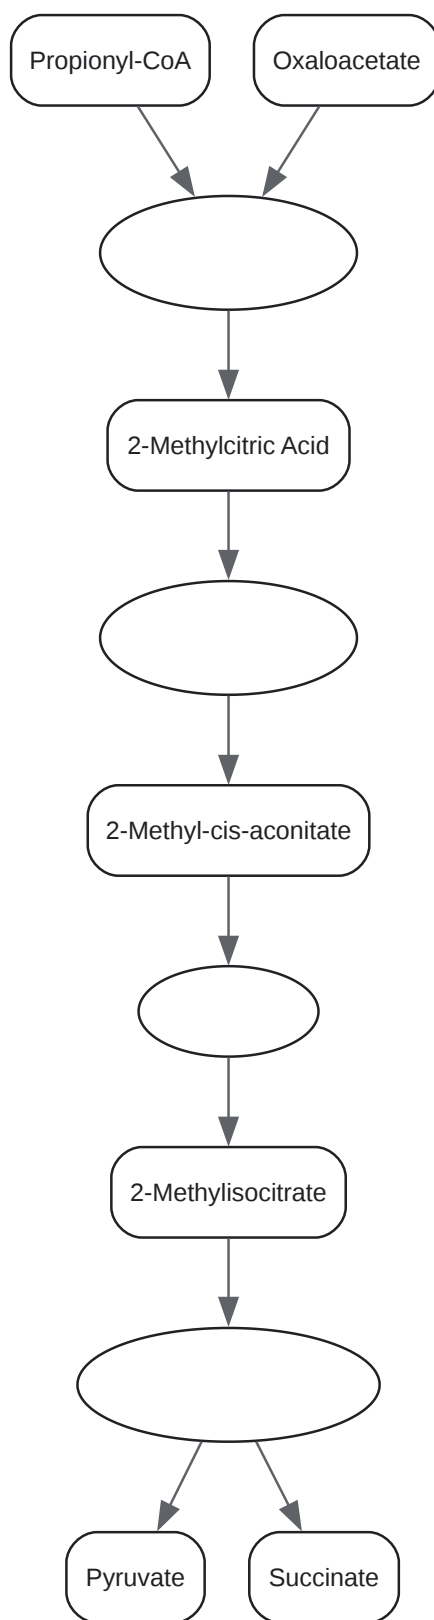 Propionyl-CoA
Oxaloacetate
2-Methylcitric Acid
2-Methyl-cis-aconitate
2-Methylisocitrate
Pyruvate
Succinate